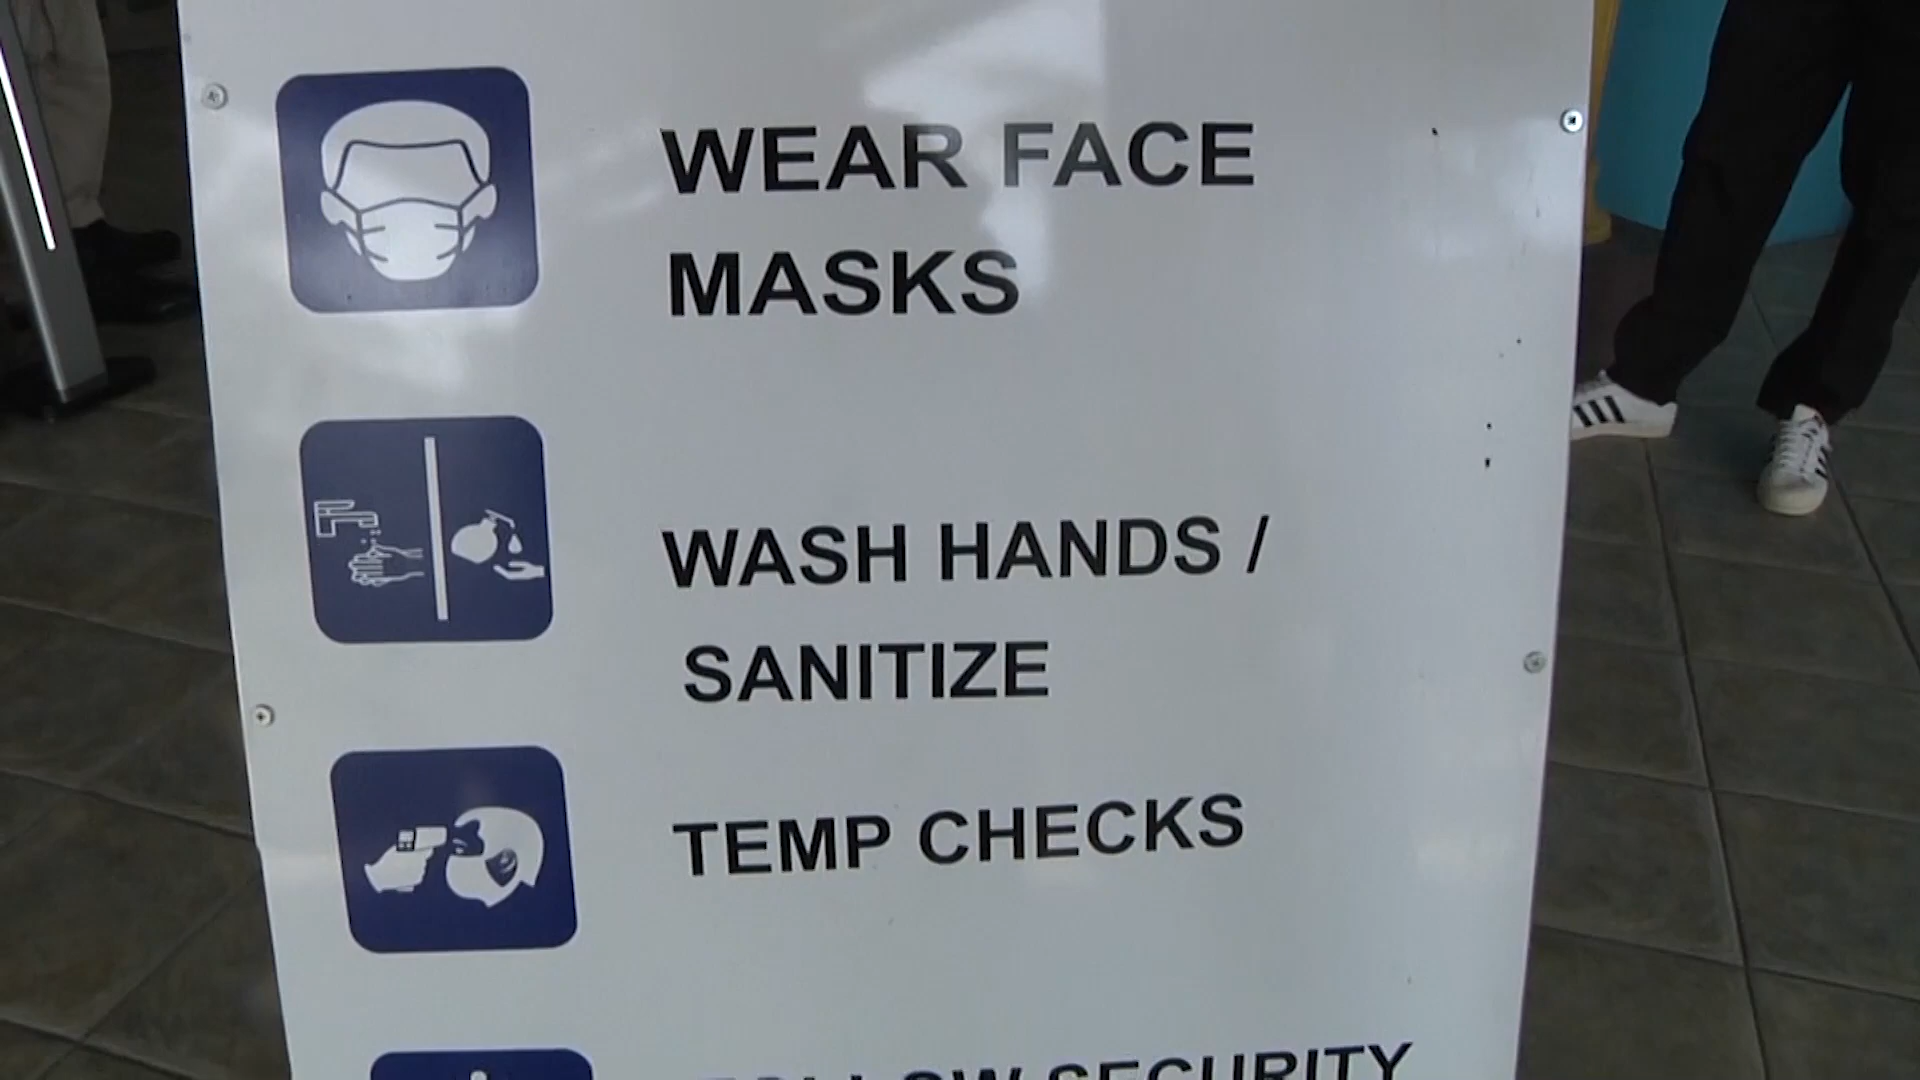 WEAR FACE
MASKS
WASH HANDS /
SANITIZE
TEMP CHECKS
FOLLOW SECURITY